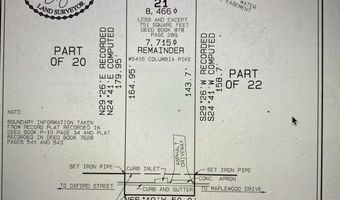 LAND SURVEYOR
21
8,466⌀
LESS AND EXCEPT
751 SQUARE FEET
DEED BOOK 878
PAGE 281
7,715⌀
REMAINDER
#5416 COLUMBIA PIKE
WATER
EASEMENT
PART
OF 20
N29°26'E RECORDED
N24°41'E COMPUTED
179.95'
164.95'
143.7'
S29°26'W RECORDED
S24°41'W COMPUTED
158.7'
PART
OF 22
NOTE:
BOUNDARY INFORMATION TAKEN
FROM RECORD PLAT RECORDED IN
DEED BOOK P-10 PAGE 34 AND PLAT
RECORDED IN DEED BOOK 7628
PAGES 541 AND 543
ASPHALT
DRIVEWAY
SET IRON PIPE
CURB INLET
SET IRON PIPE
CONC. APRON
TO OXFORD STREET
CURB AND GUTTER
TO MAPLEWOOD DRIVE